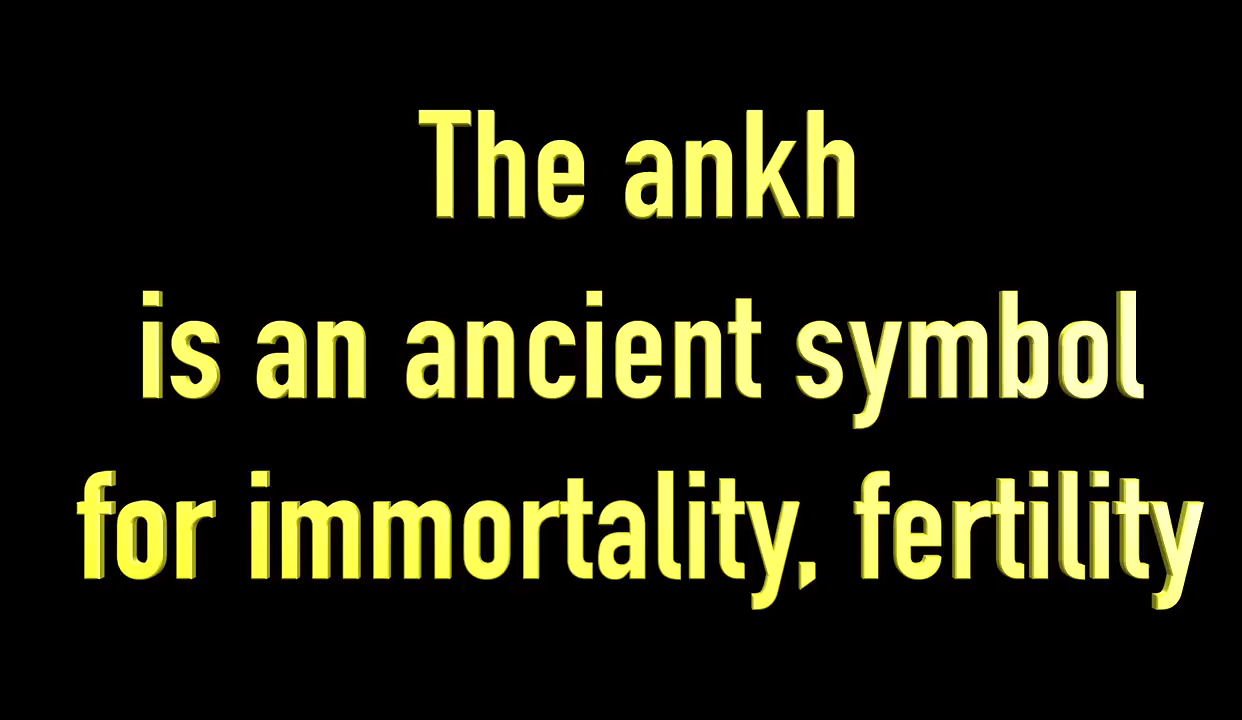 The ankh
is an ancient symbol
for immortality, fertility